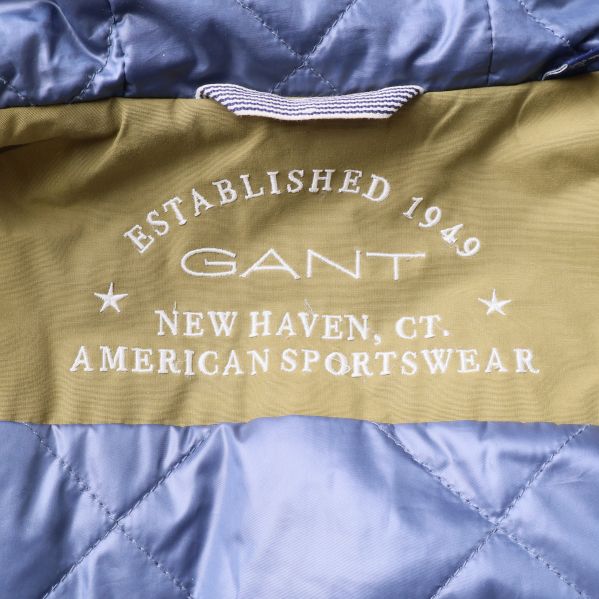 ESTABLISHED 1949
GANT
NEW HAVEN, CT.
AMERICAN SPORTSWEAR